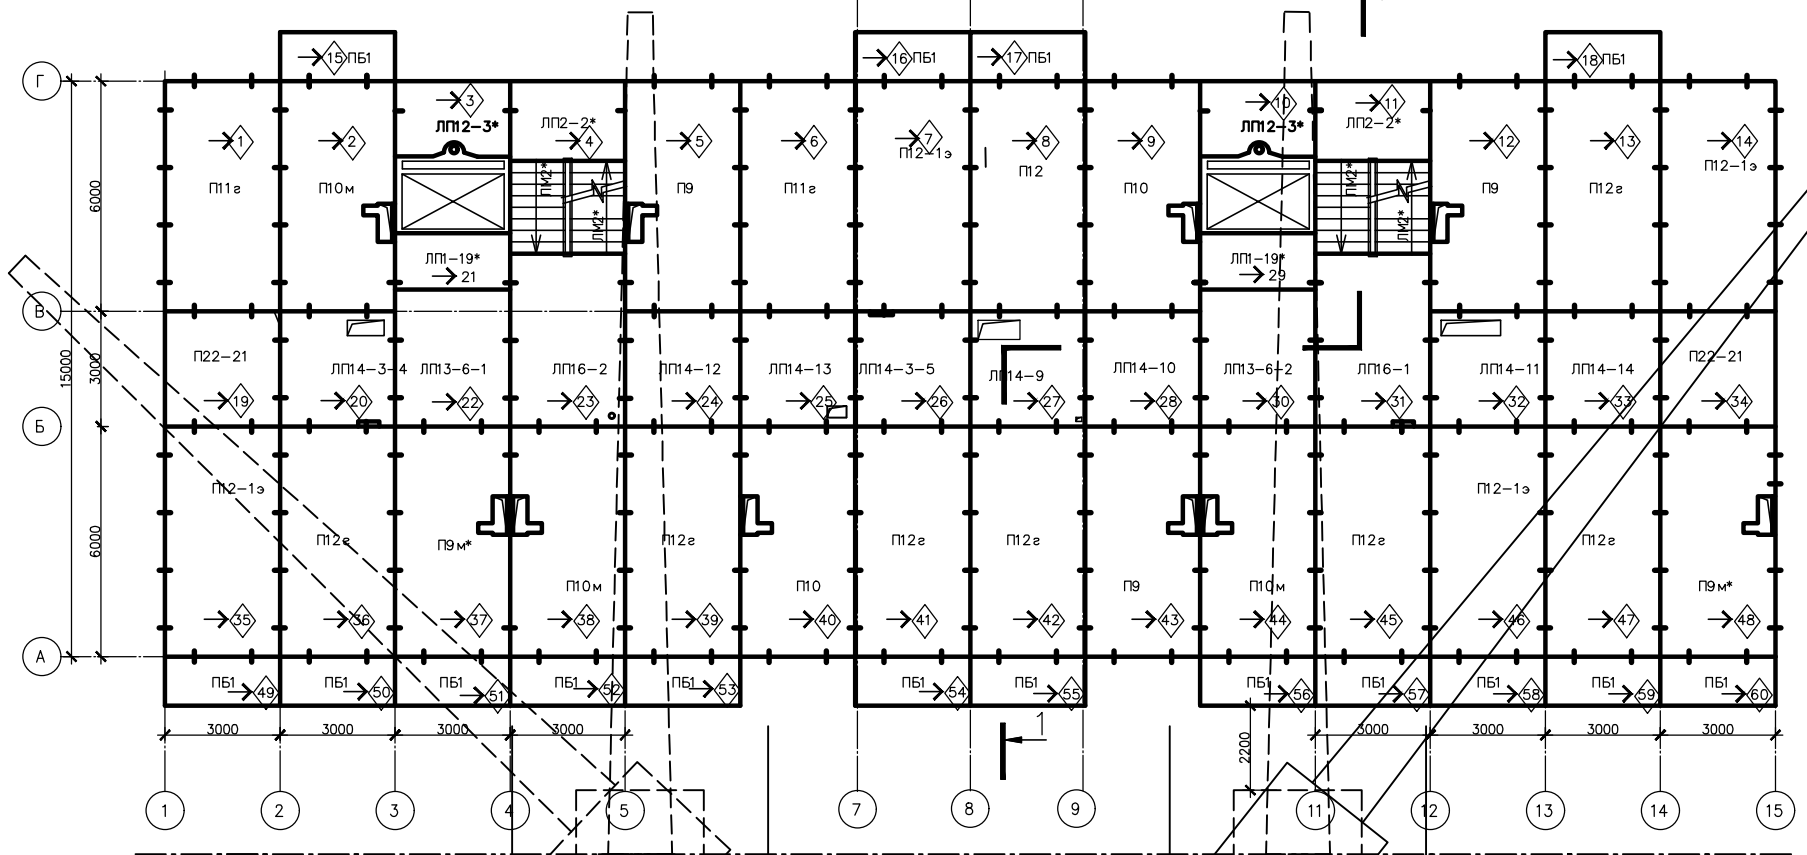 15 ПБ1 16 ПБ1 17 ПБ1 18 ПБ1
Г
3 10 11
ЛП12-3* ЛП2-2* ЛП12-3* ЛП2-2*
1 2 4 5 6 7 8 9 12 13 14
П12-1э П12 П12-1э
П11г П10м П9 П11г П10 П9 П12г
ЛМ2* ЛМ2* ЛМ2* ЛМ2*
6000
ЛП1-19* ЛП1-19*
21 29
В
15000
3000
П22-21 П22-21
ЛП14-3-4 ЛП13-6-1 ЛП16-2 ЛП14-12 ЛП14-13 ЛП14-3-5 ЛП14-9 ЛП14-10 ЛП13-6-2 ЛП16-1 ЛП14-11 ЛП14-14
19 20 22 23 24 25 26 27 28 30 31 32 33 34
Б
П12-1э П12-1э
6000
П12г П9м* П12г П12г П12г П12г П12г
П10м П10 П9 П10м П9м*
35 36 37 38 39 40 41 42 43 44 45 46 47 48
А
ПБ1 ПБ1 ПБ1 ПБ1 ПБ1 ПБ1 ПБ1 ПБ1 ПБ1 ПБ1 ПБ1 ПБ1
49 50 51 52 53 54 55 56 57 58 59 60
1
3000 3000 3000 3000 3000 3000 3000 3000
2200
1 2 3 4 5 7 8 9 11 12 13 14 15